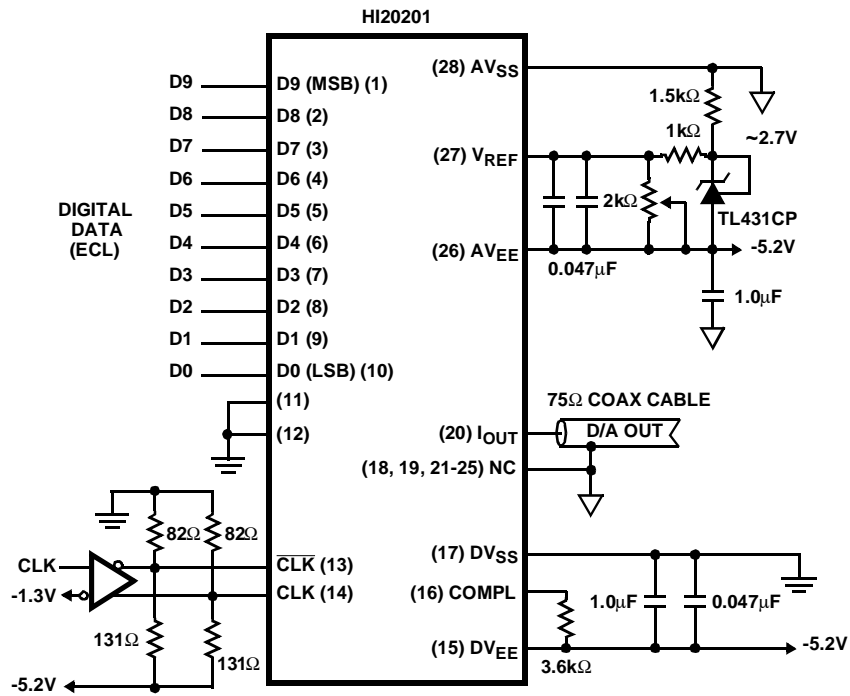 HI20201
D9
D8
D7
D6
D5
D4
D3
D2
D1
D0
DIGITAL
DATA
(ECL)
D9 (MSB) (1)
D8 (2)
D7 (3)
D6 (4)
D5 (5)
D4 (6)
D3 (7)
D2 (8)
D1 (9)
D0 (LSB) (10)
(11)
(12)
CLK (13)
CLK (14)
82Ω
82Ω
CLK
-1.3V
131Ω
131Ω
-5.2V
(28) AVSS
(27) VREF
(26) AVEE
(20) IOUT
(18, 19, 21-25) NC
(17) DVSS
(16) COMPL
(15) DVEE
1.5kΩ
1kΩ
~2.7V
2kΩ
TL431CP
-5.2V
0.047μF
1.0μF
75Ω COAX CABLE
D/A OUT
1.0μF
0.047μF
3.6kΩ
-5.2V